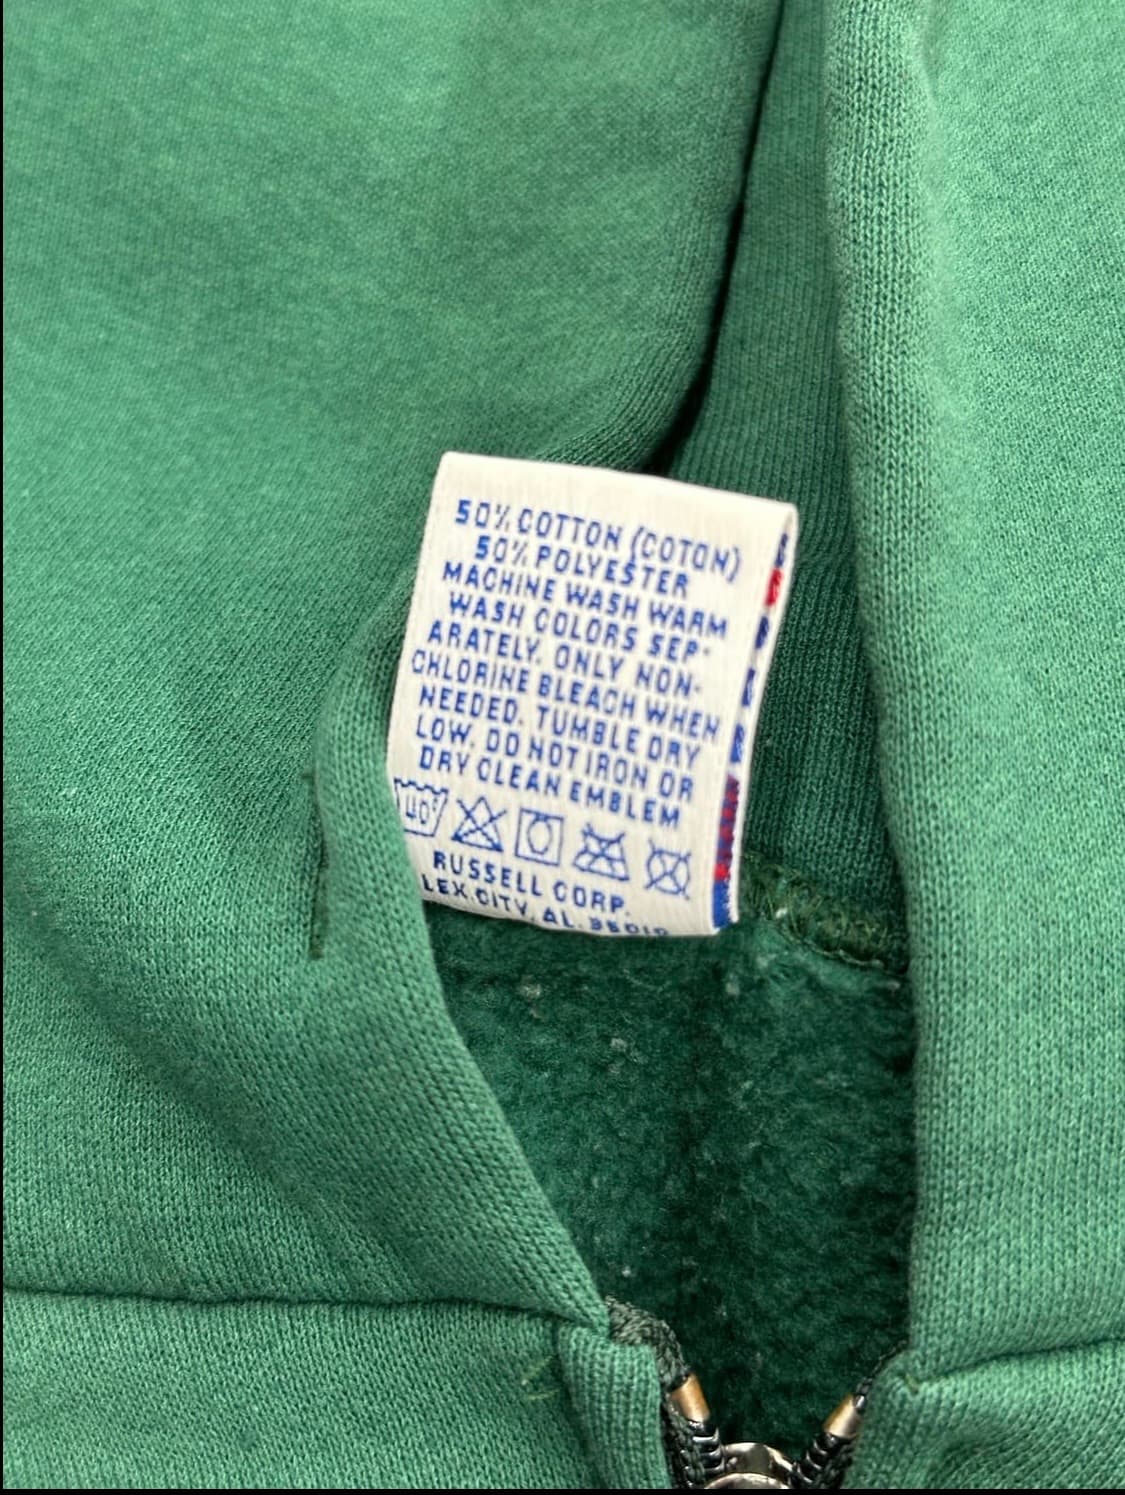 50% COTTON (COTON)
50% POLYESTER
MACHINE WASH WARM
WASH COLORS SEP-
ARATELY. ONLY NON-
CHLORINE BLEACH WHEN
NEEDED. TUMBLE DRY
LOW. DO NOT IRON OR
DRY CLEAN EMBLEM
40°
RUSSELL CORP.
LEX.CITY, AL.